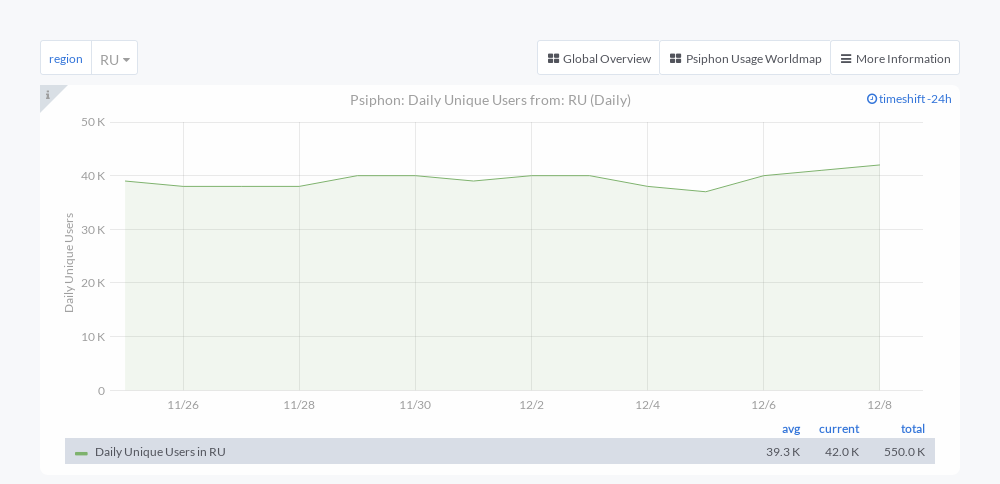 region RU Global Overview Psiphon Usage Worldmap More Information
Psiphon: Daily Unique Users from: RU (Daily) timeshift -24h
50 K
40 K
30 K
20 K
10 K
0
Daily Unique Users
11/26 11/28 11/30 12/2 12/4 12/6 12/8
avg current total
Daily Unique Users in RU 39.3 K 42.0 K 550.0 K